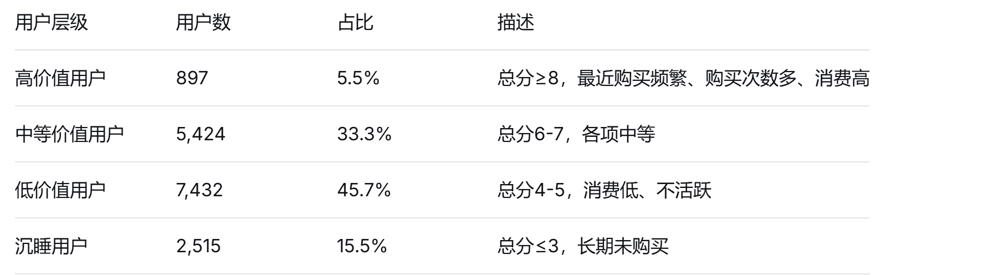 用户层级 用户数 占比 描述
高价值用户 897 5.5% 总分≥8，最近购买频繁、购买次数多、消费高
中等价值用户 5,424 33.3% 总分6-7，各项中等
低价值用户 7,432 45.7% 总分4-5，消费低、不活跃
沉睡用户 2,515 15.5% 总分≤3，长期未购买